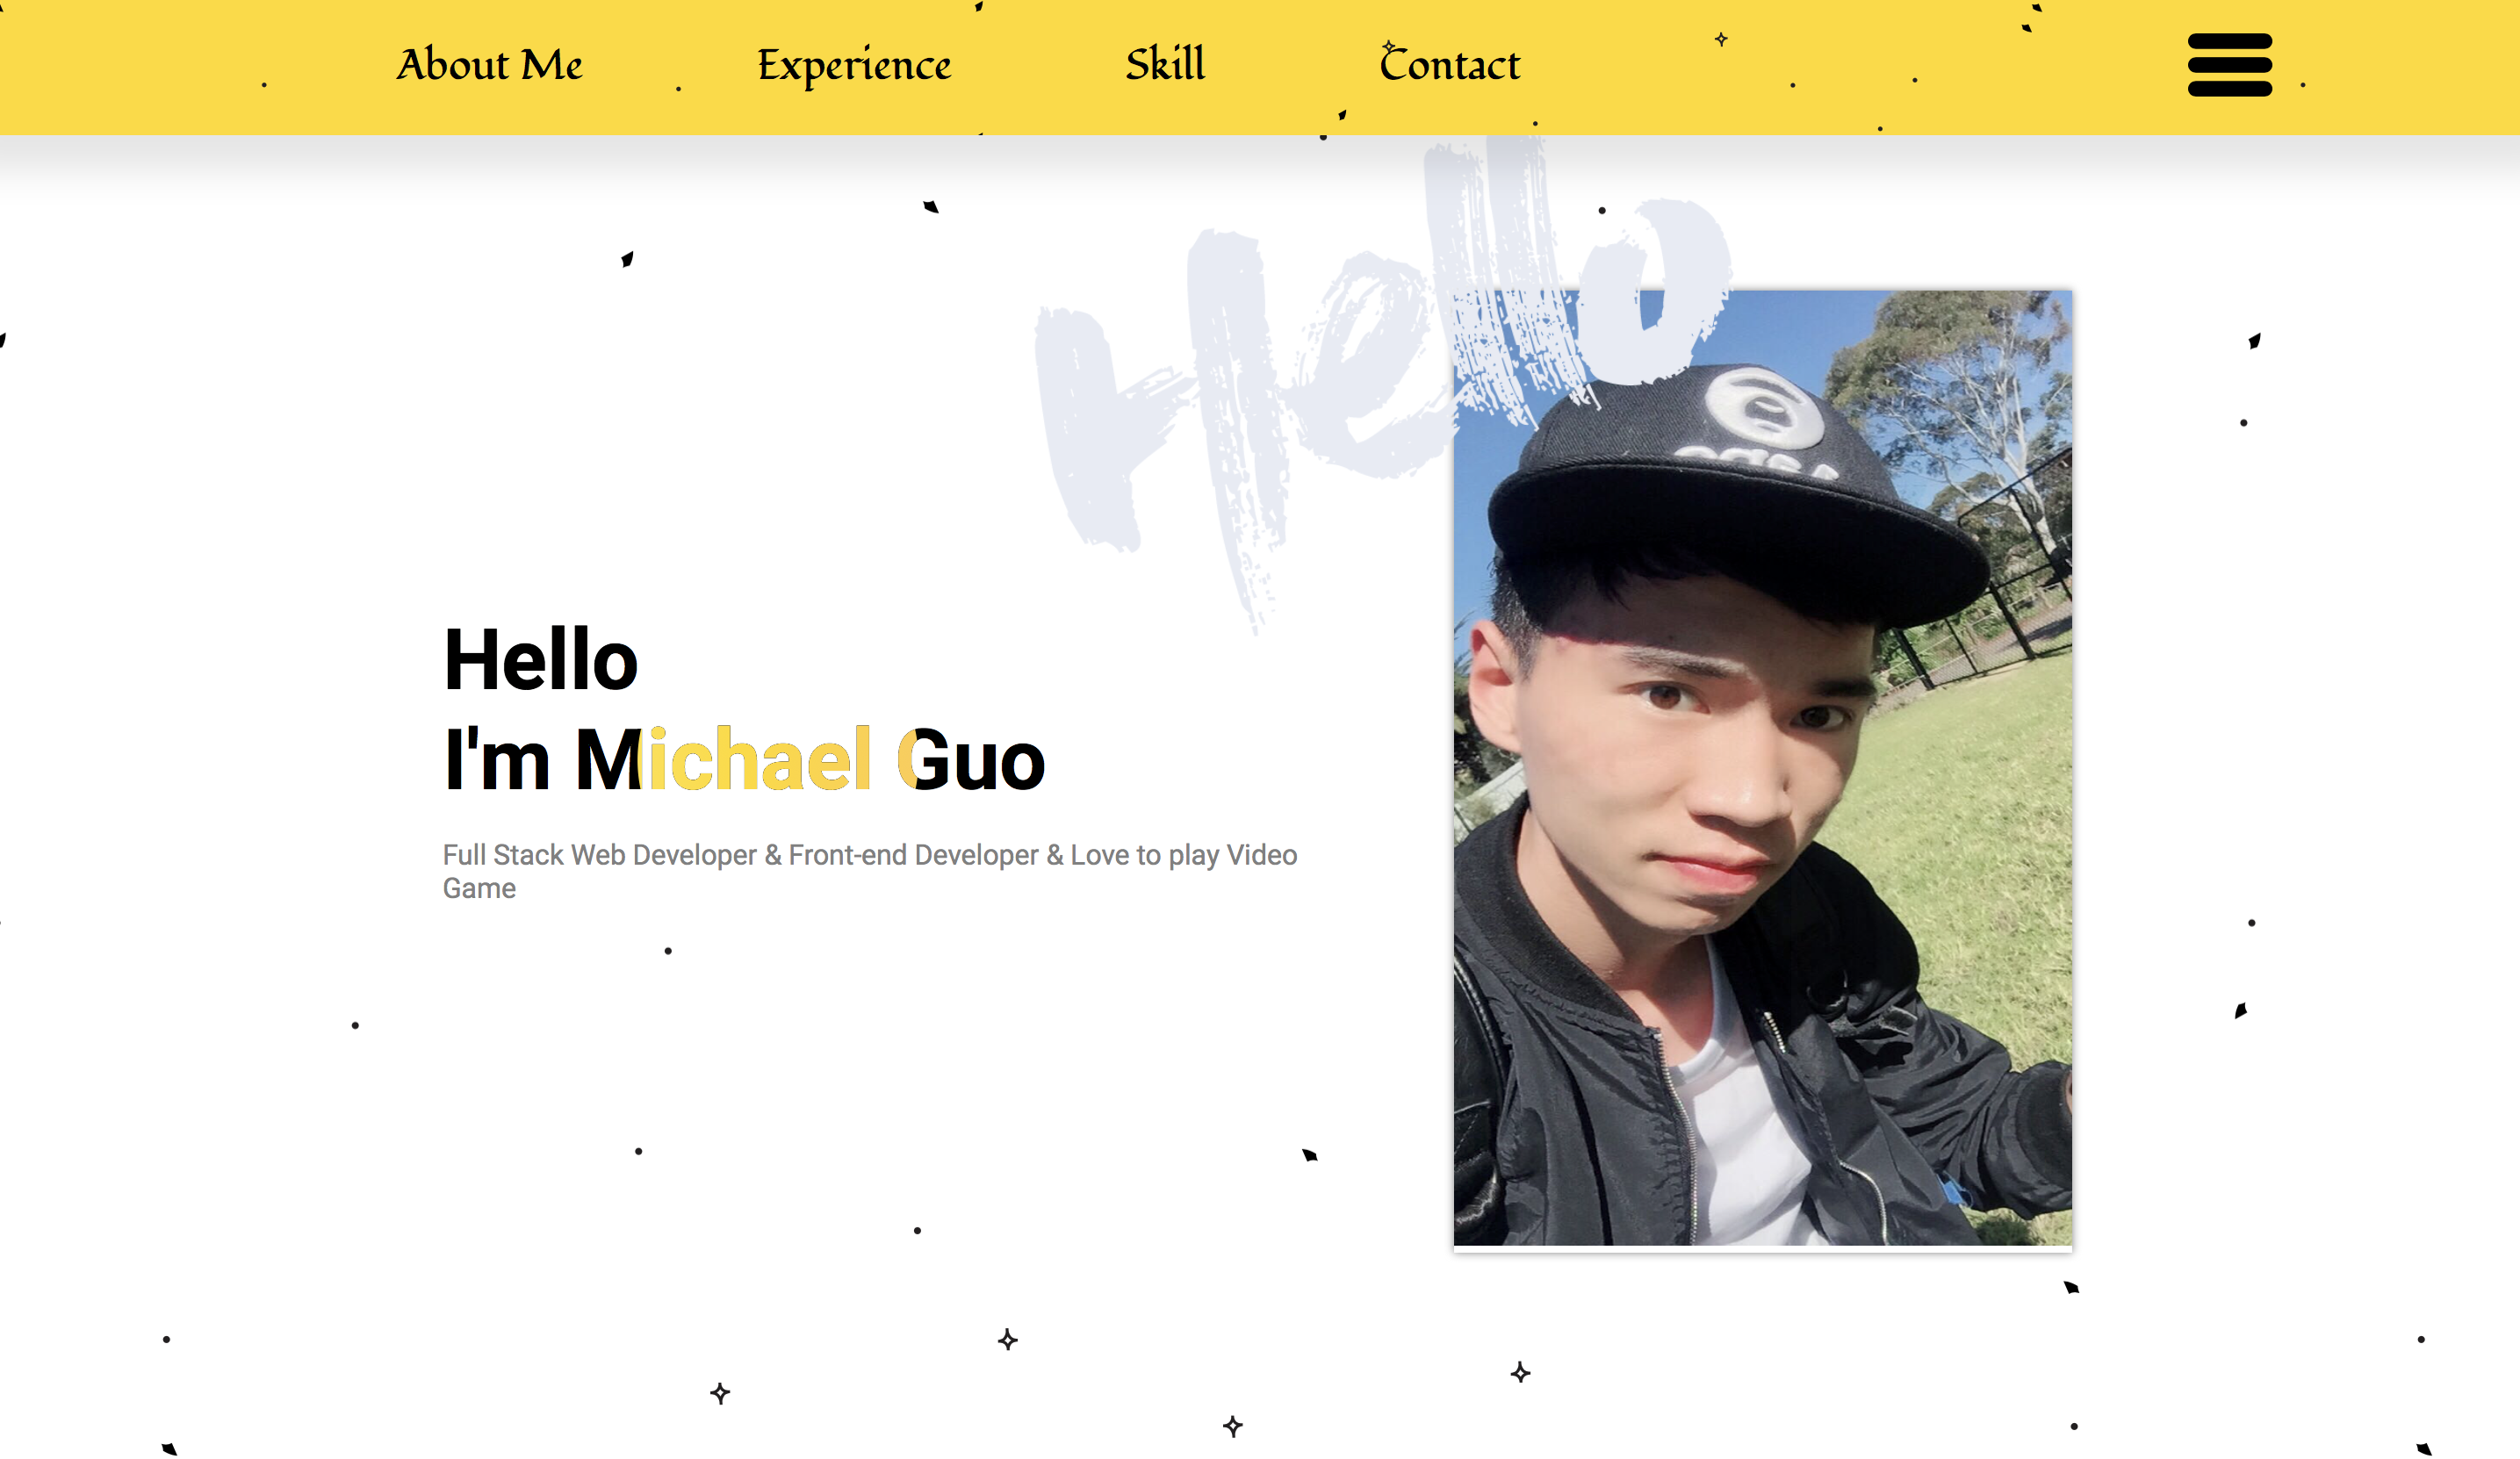 About Me Experience Skill Contact
Hello
Hello
I'm Michael Guo
Full Stack Web Developer & Front-end Developer & Love to play Video
Game